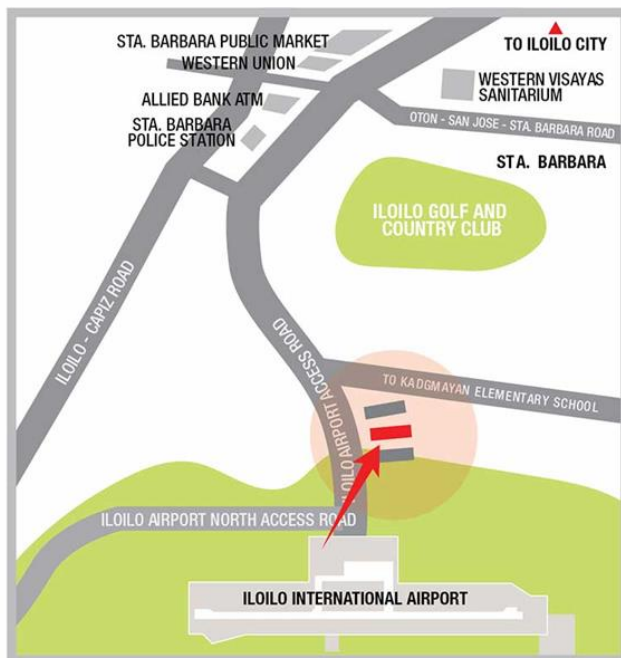 STA. BARBARA PUBLIC MARKET
WESTERN UNION
ALLIED BANK ATM
STA. BARBARA
POLICE STATION
TO ILOILO CITY
WESTERN VISAYAS
SANITARIUM
OTON - SAN JOSE - STA. BARBARA ROAD
STA. BARBARA
ILOILO GOLF AND
COUNTRY CLUB
ILOILO - CAPIZ ROAD
ILOILO AIRPORT ACCESS ROAD
TO KADGMAYAN ELEMENTARY SCHOOL
ILOILO AIRPORT NORTH ACCESS ROAD
ILOILO INTERNATIONAL AIRPORT